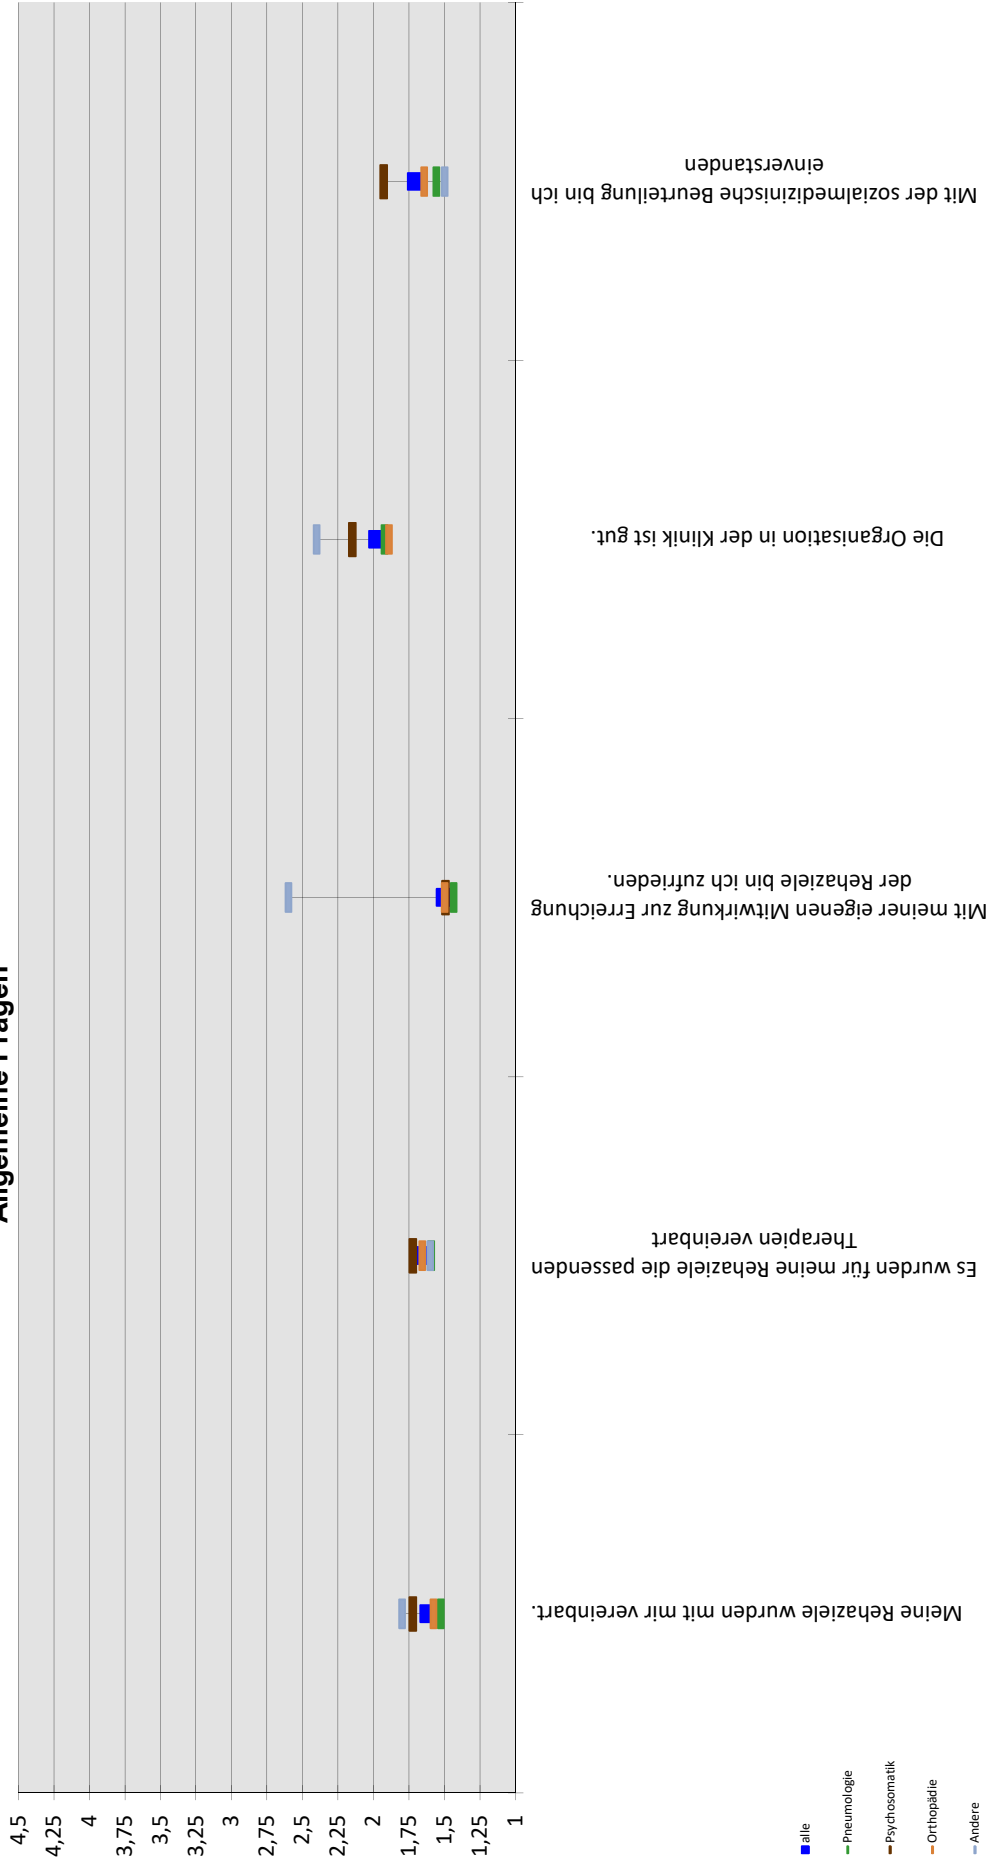 Allgemeine Fragen
4,5
4,25
4
3,75
3,5
3,25
3
2,75
2,5
2,25
2
1,75
1,5
1,25
1
Meine Rehaziele wurden mit mir vereinbart.
Es wurden für meine Rehaziele die passenden
Therapien vereinbart
Mit meiner eigenen Mitwirkung zur Erreichung
der Rehaziele bin ich zufrieden.
Die Organisation in der Klinik ist gut.
Mit der sozialmedizinische Beurteilung bin ich
einverstanden
alle
Pneumologie
Psychosomatik
Orthopädie
Andere